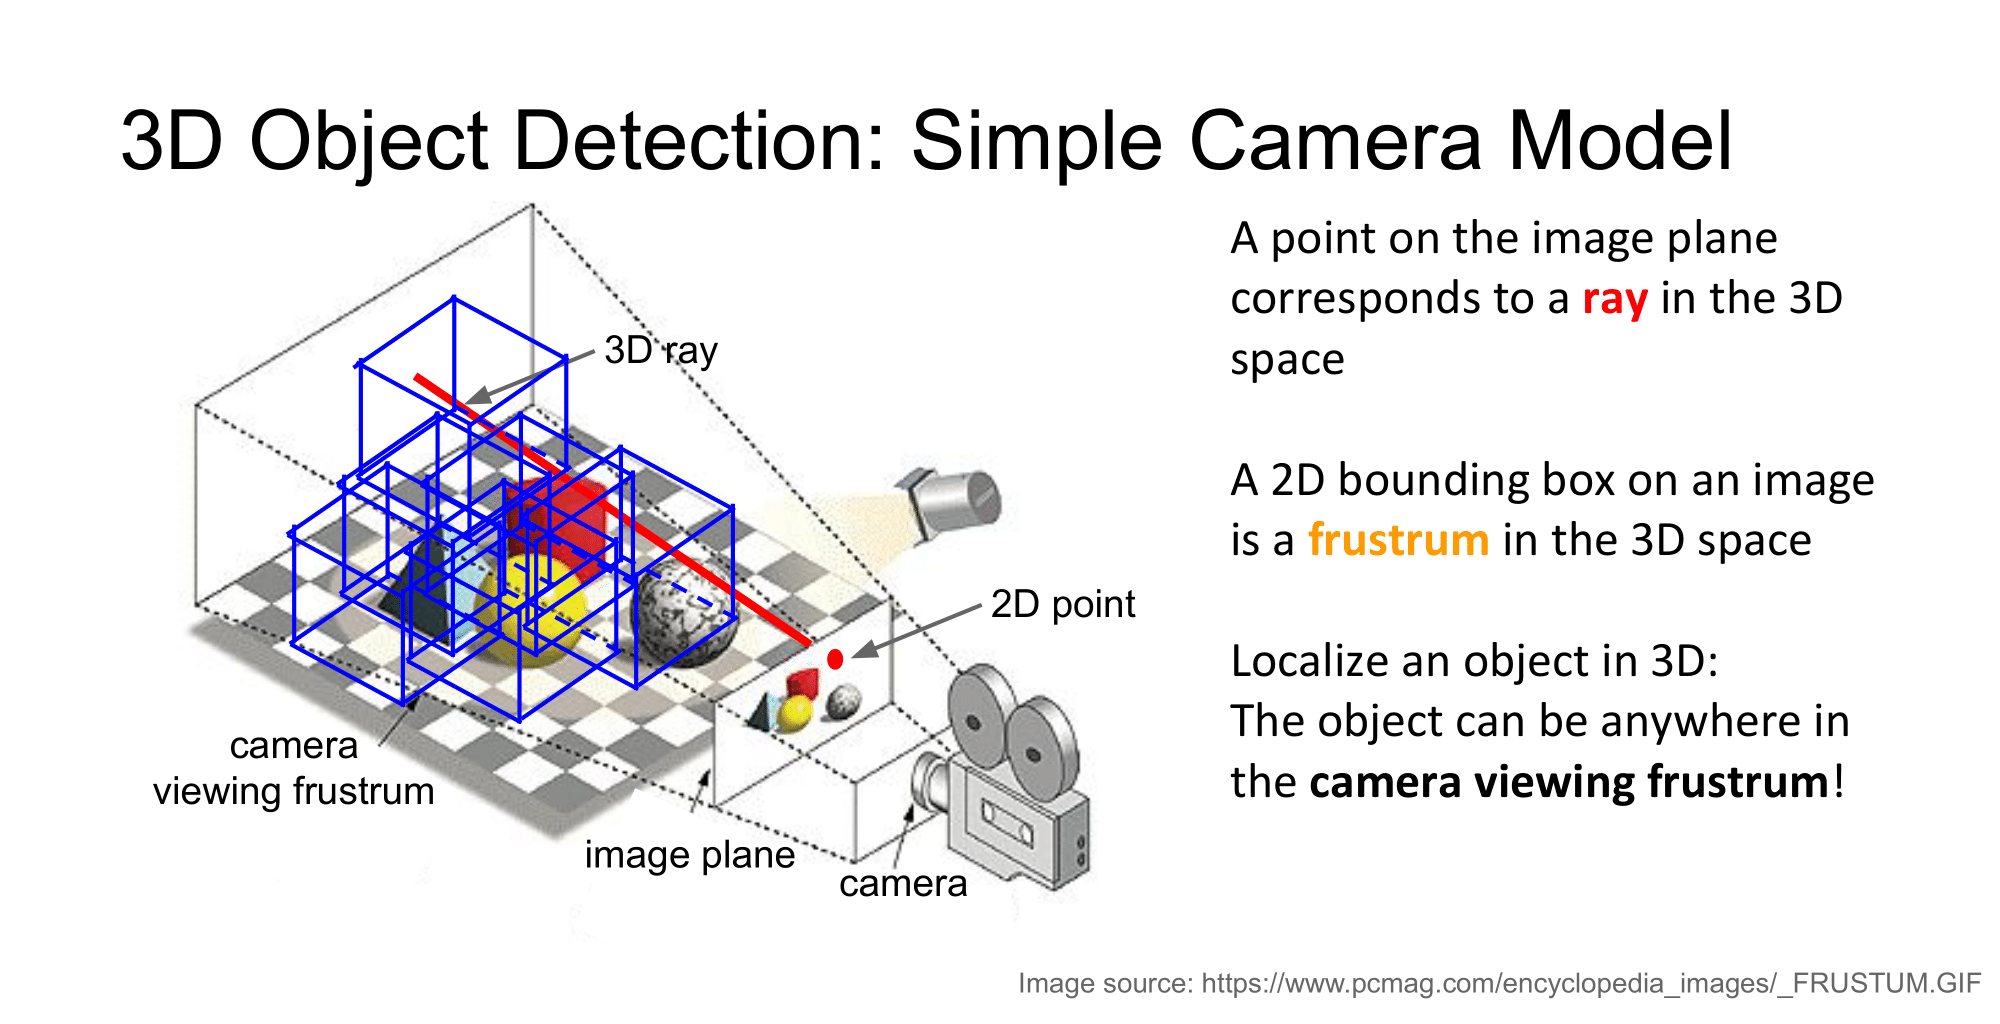 3D Object Detection: Simple Camera Model
A point on the image plane
corresponds to a ray in the 3D
space
A 2D bounding box on an image
is a frustrum in the 3D space
Localize an object in 3D:
The object can be anywhere in
the camera viewing frustrum!
3D ray
2D point
camera
viewing frustrum
image plane
camera
Image source: https://www.pcmag.com/encyclopedia_images/_FRUSTUM.GIF